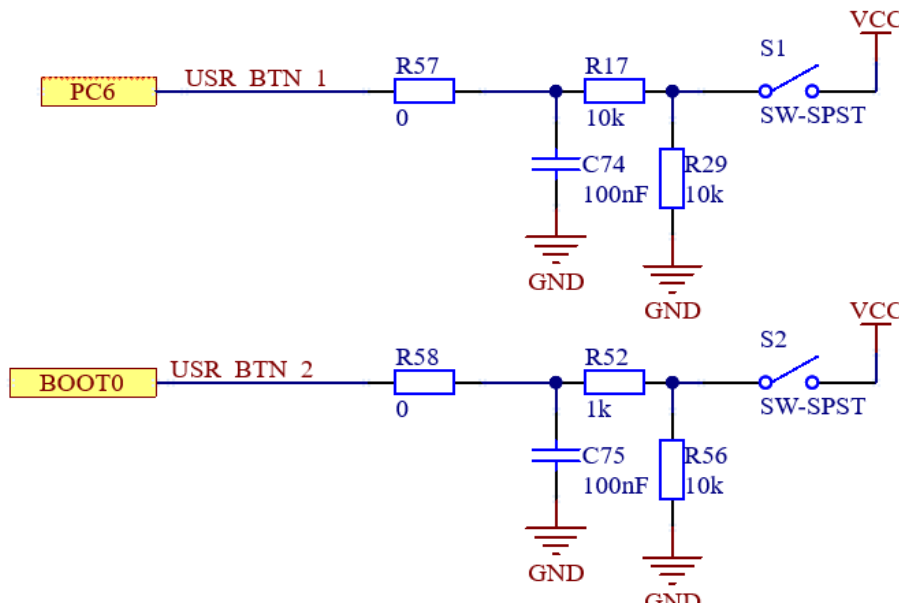 VCC
S1
R57
R17
USR_BTN_1
PC6
0
10k
SW-SPST
C74
100nF
R29
10k
GND
GND
VCC
S2
R58
R52
USR_BTN_2
BOOT0
0
1k
SW-SPST
C75
100nF
R56
10k
GND
GND